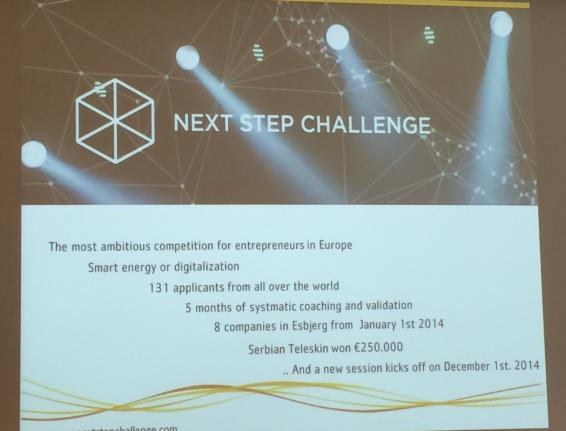 NEXT STEP CHALLENGE
The most ambitious competition for entrepreneurs in Europe
Smart energy or digitalization
131 applicants from all over the world
5 months of systmatic coaching and validation
8 companies in Esbjerg from January 1st 2014
Serbian Teleskin won €250.000
.. And a new session kicks off on December 1st. 2014